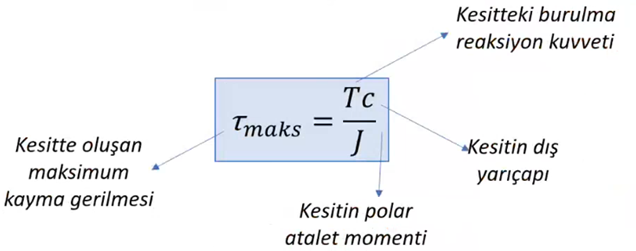 Kesitteki burulma
reaksiyon kuvveti
τmaks = Tc/J
Kesitte oluşan
maksimum
kayma gerilmesi
Kesitin dış
yarıçapı
Kesitin polar
atalet momenti